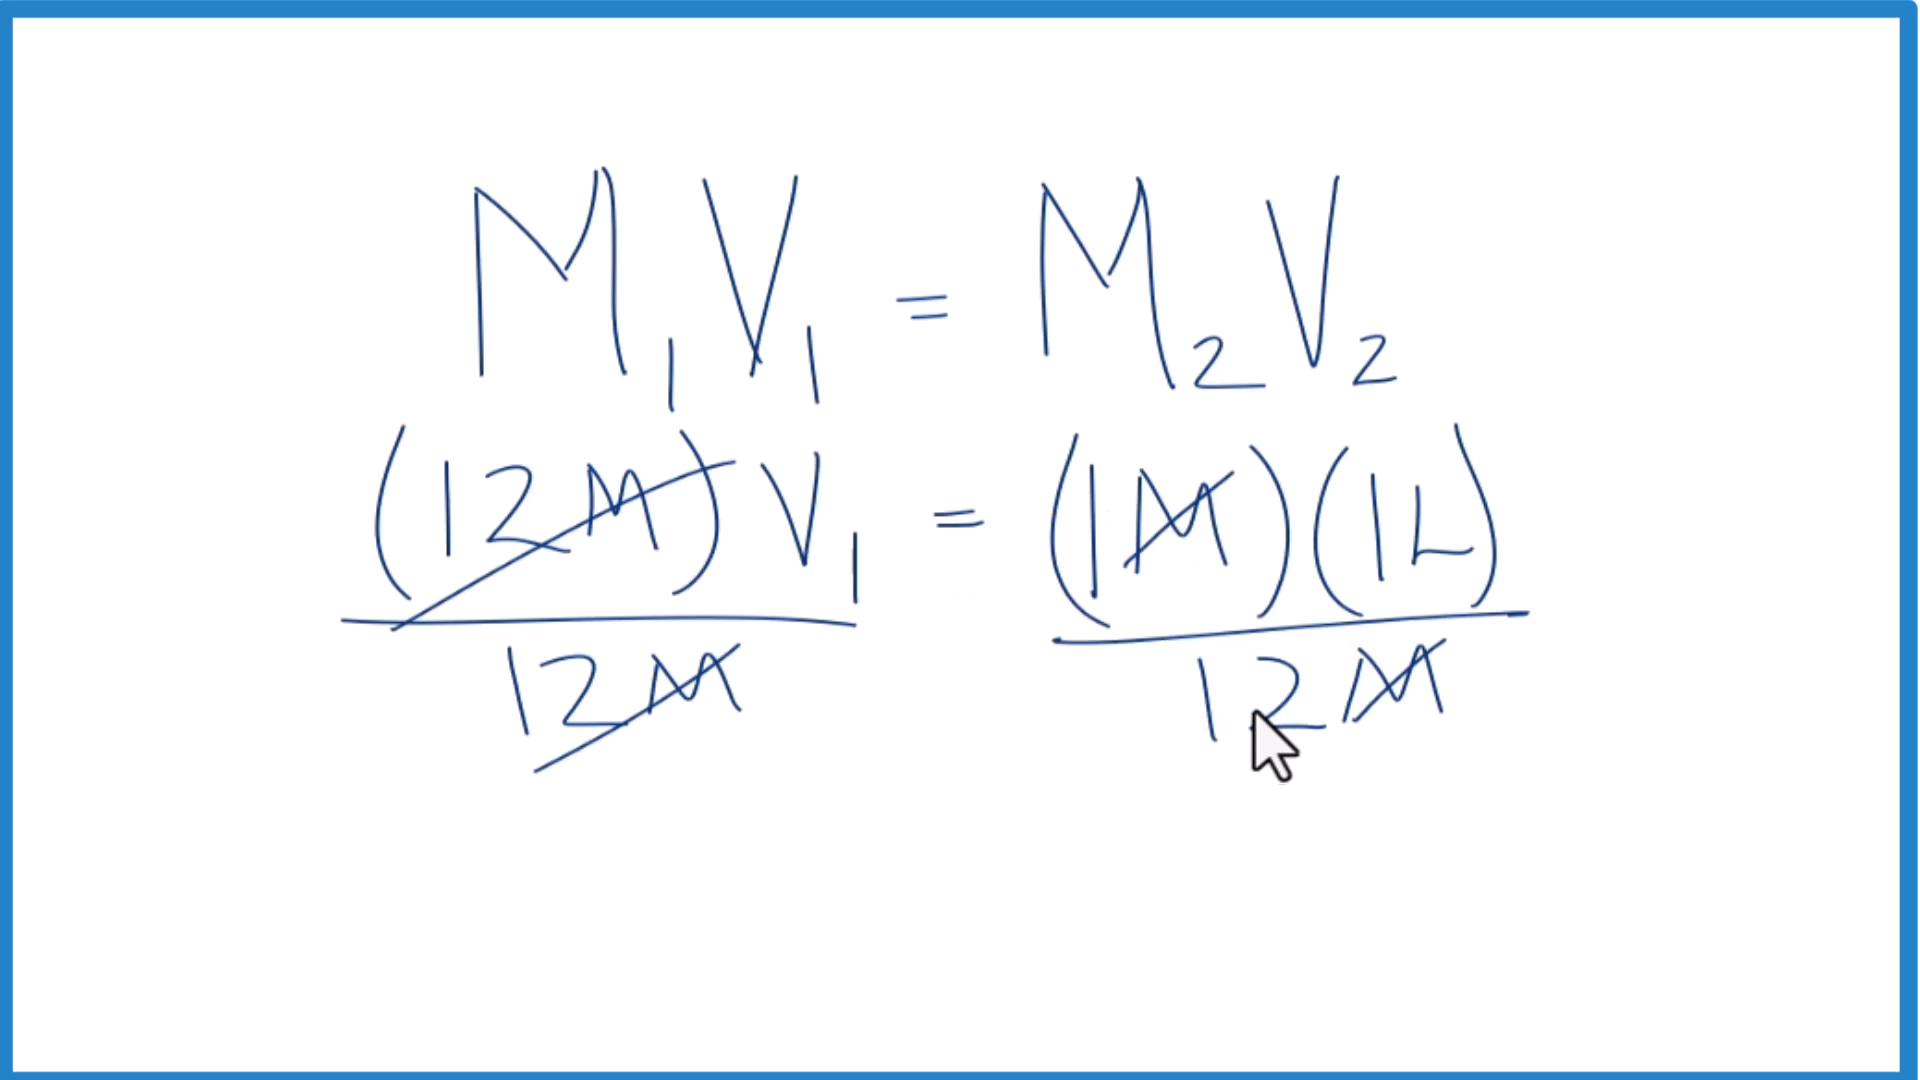 M₁V₁ = M₂V₂
(12M)V₁ = (1M)(1L)
12M 12M